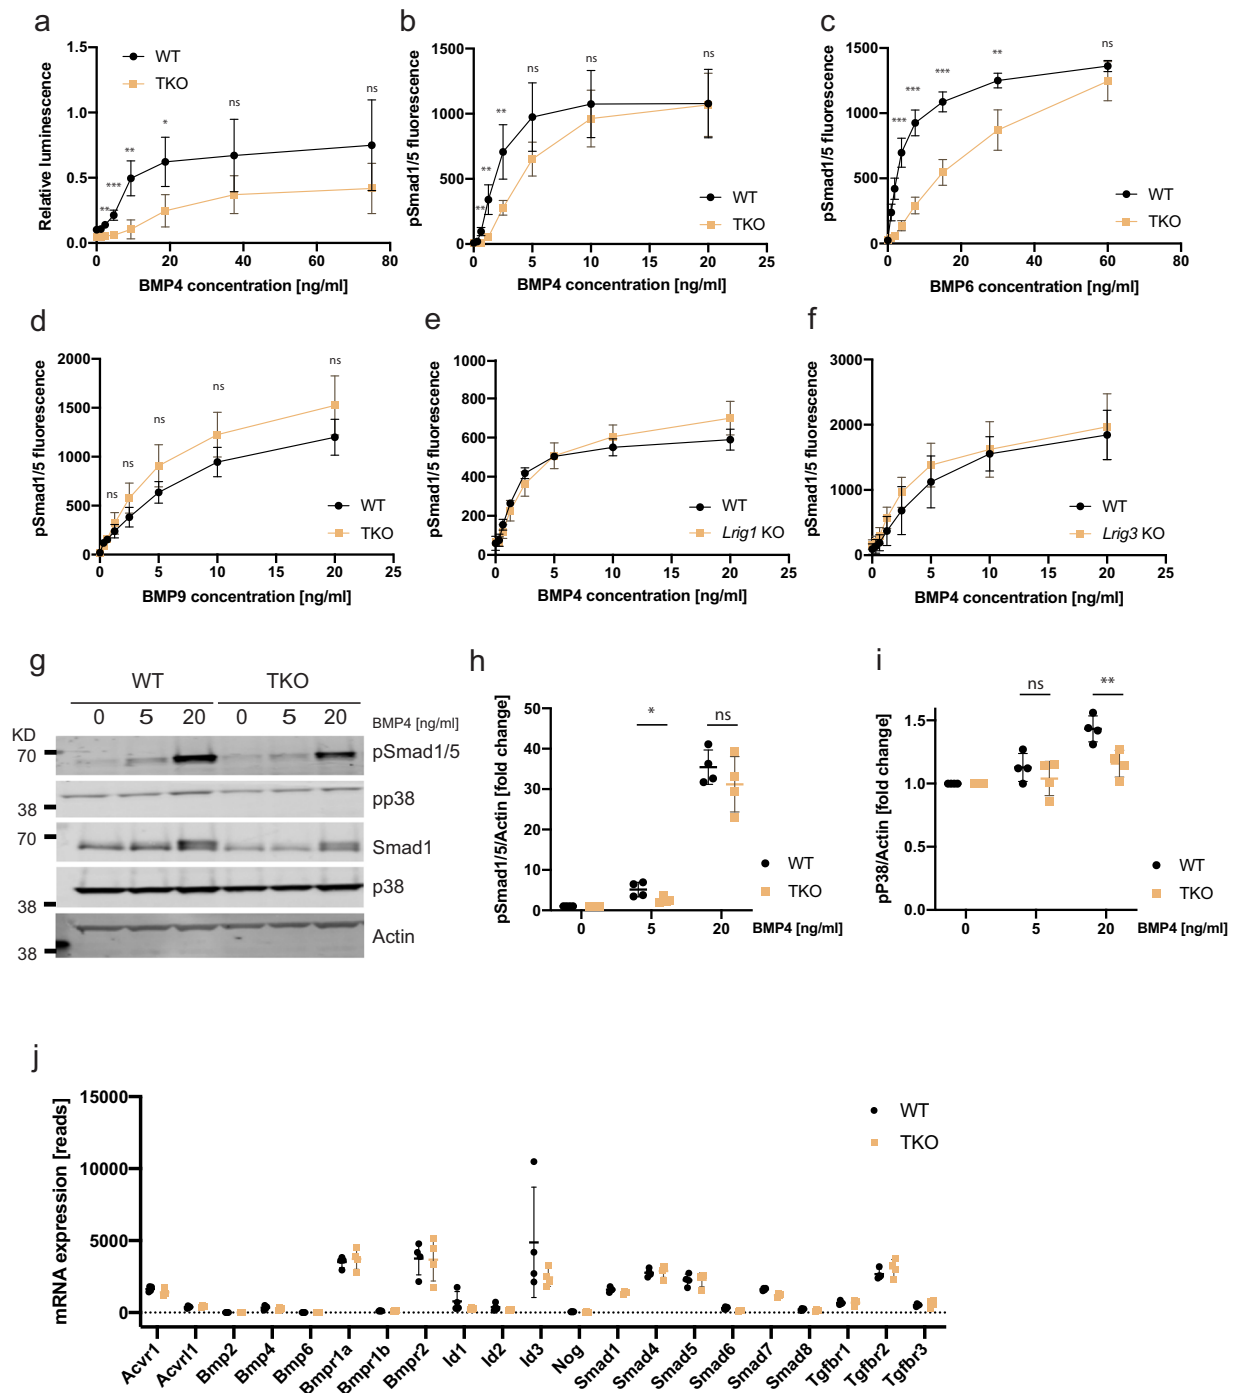 a
1.5
1.0
0.5
0.0
Relative luminescence
WT
TKO
**
***
**
*
ns
ns
0 20 40 60 80
BMP4 concentration [ng/ml]
b
1500
1000
500
0
pSmad1/5 fluorescence
**
**
**
ns
ns
ns
WT
TKO
0 5 10 15 20 25
BMP4 concentration [ng/ml]
c
1500
1000
500
0
pSmad1/5 fluorescence
***
***
***
**
ns
WT
TKO
0 20 40 60 80
BMP6 concentration [ng/ml]
d
2000
1500
1000
500
0
pSmad1/5 fluorescence
ns
ns
ns
ns
ns
WT
TKO
0 5 10 15 20 25
BMP9 concentration [ng/ml]
e
1000
800
600
400
200
0
pSmad1/5 fluorescence
WT
Lrig1 KO
0 5 10 15 20 25
BMP4 concentration [ng/ml]
f
3000
2000
1000
0
pSmad1/5 fluorescence
WT
Lrig3 KO
0 5 10 15 20 25
BMP4 concentration [ng/ml]
g
WT TKO
0 5 20 0 5 20 BMP4 [ng/ml]
KD
70 pSmad1/5
38 pp38
70 Smad1
38 p38
38 Actin
h
50
40
30
20
10
0
pSmad1/5/Actin [fold change]
*
ns
WT
TKO
0 5 20 BMP4 [ng/ml]
i
1.5
1.0
0.5
0.0
pP38/Actin [fold change]
ns
**
WT
TKO
0 5 20
BMP4 [ng/ml]
j
15000
10000
5000
0
mRNA expression [reads]
WT
TKO
Acvr1 Acvrl1 Bmp2 Bmp4 Bmp6 Bmpr1a Bmpr1b Bmpr2 Id1 Id2 Id3 Nog Smad1 Smad4 Smad5 Smad6 Smad7 Smad8 Tgfbr1 Tgfbr2 Tgfbr3